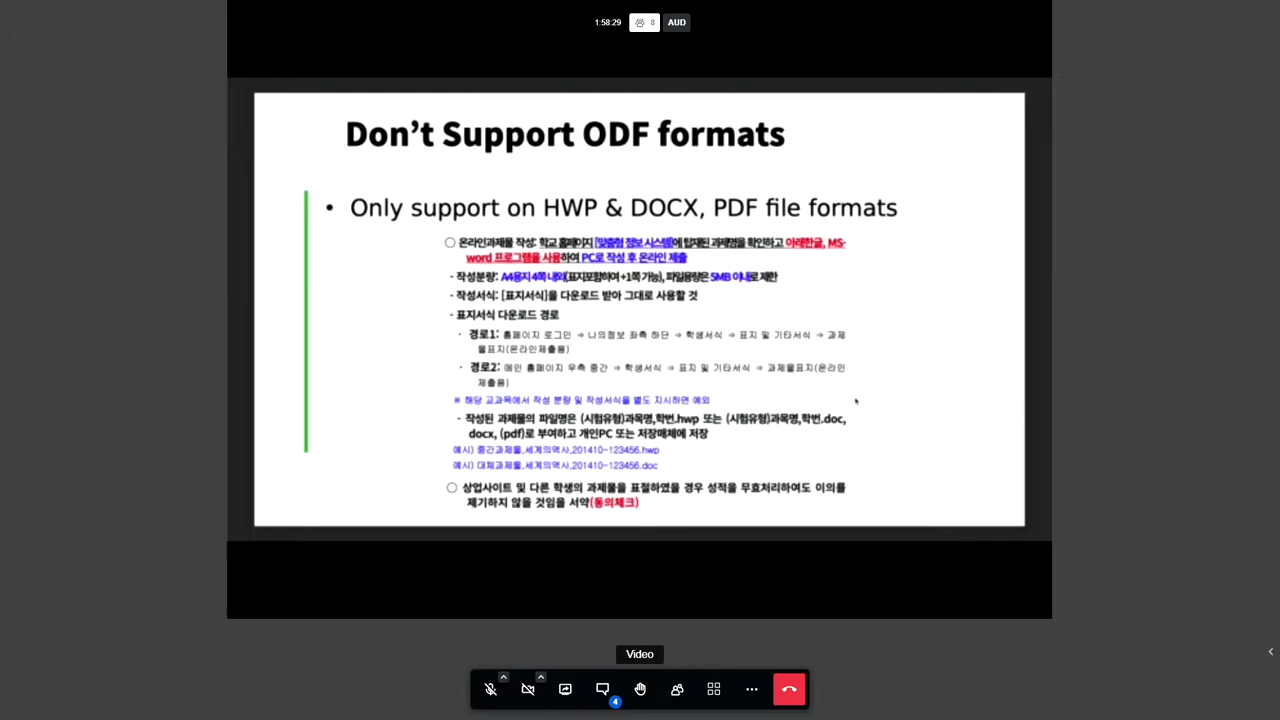 1:58:29 8 AUD
Don't Support ODF formats
• Only support on HWP & DOCX, PDF file formats
○ 온라인과제물 작성: 학교 홈페이지 [맞춤형 정보 시스템]에 탑재된 과제명을 확인하고 아래한글, MS-
word 프로그램을 사용하여 PC로 작성 후 온라인 제출
- 작성분량: A4용지 4쪽 내외(표지포함하여 +1쪽 가능), 파일용량은 5MB 이내로 제한
- 작성서식: [표지서식]을 다운로드 받아 그대로 사용할 것
- 표지서식 다운로드 경로
· 경로1: 홈페이지 로그인 ⇒ 나의정보 좌측 하단 ⇒ 학생서식 ⇒ 표지 및 기타서식 ⇒ 과제
물표지(온라인제출용)
· 경로2: 메인 홈페이지 우측 중간 ⇒ 학생서식 ⇒ 표지 및 기타서식 ⇒ 과제물표지(온라인
제출용)
※ 해당 교과목에서 작성 분량 및 작성서식을 별도 지시하면 예외
- 작성된 과제물의 파일명은 (시험유형)과목명,학번.hwp 또는 (시험유형)과목명,학번.doc,
docx, (pdf)로 부여하고 개인PC 또는 저장매체에 저장
예시) 중간과제물,세계의역사,201410-123456.hwp
예시) 대체과제물,세계의역사,201410-123456.doc
○ 상업사이트 및 다른 학생의 과제물을 표절하였을 경우 성적을 무효처리하여도 이의를
제기하지 않을 것임을 서약(동의체크)
Video
4